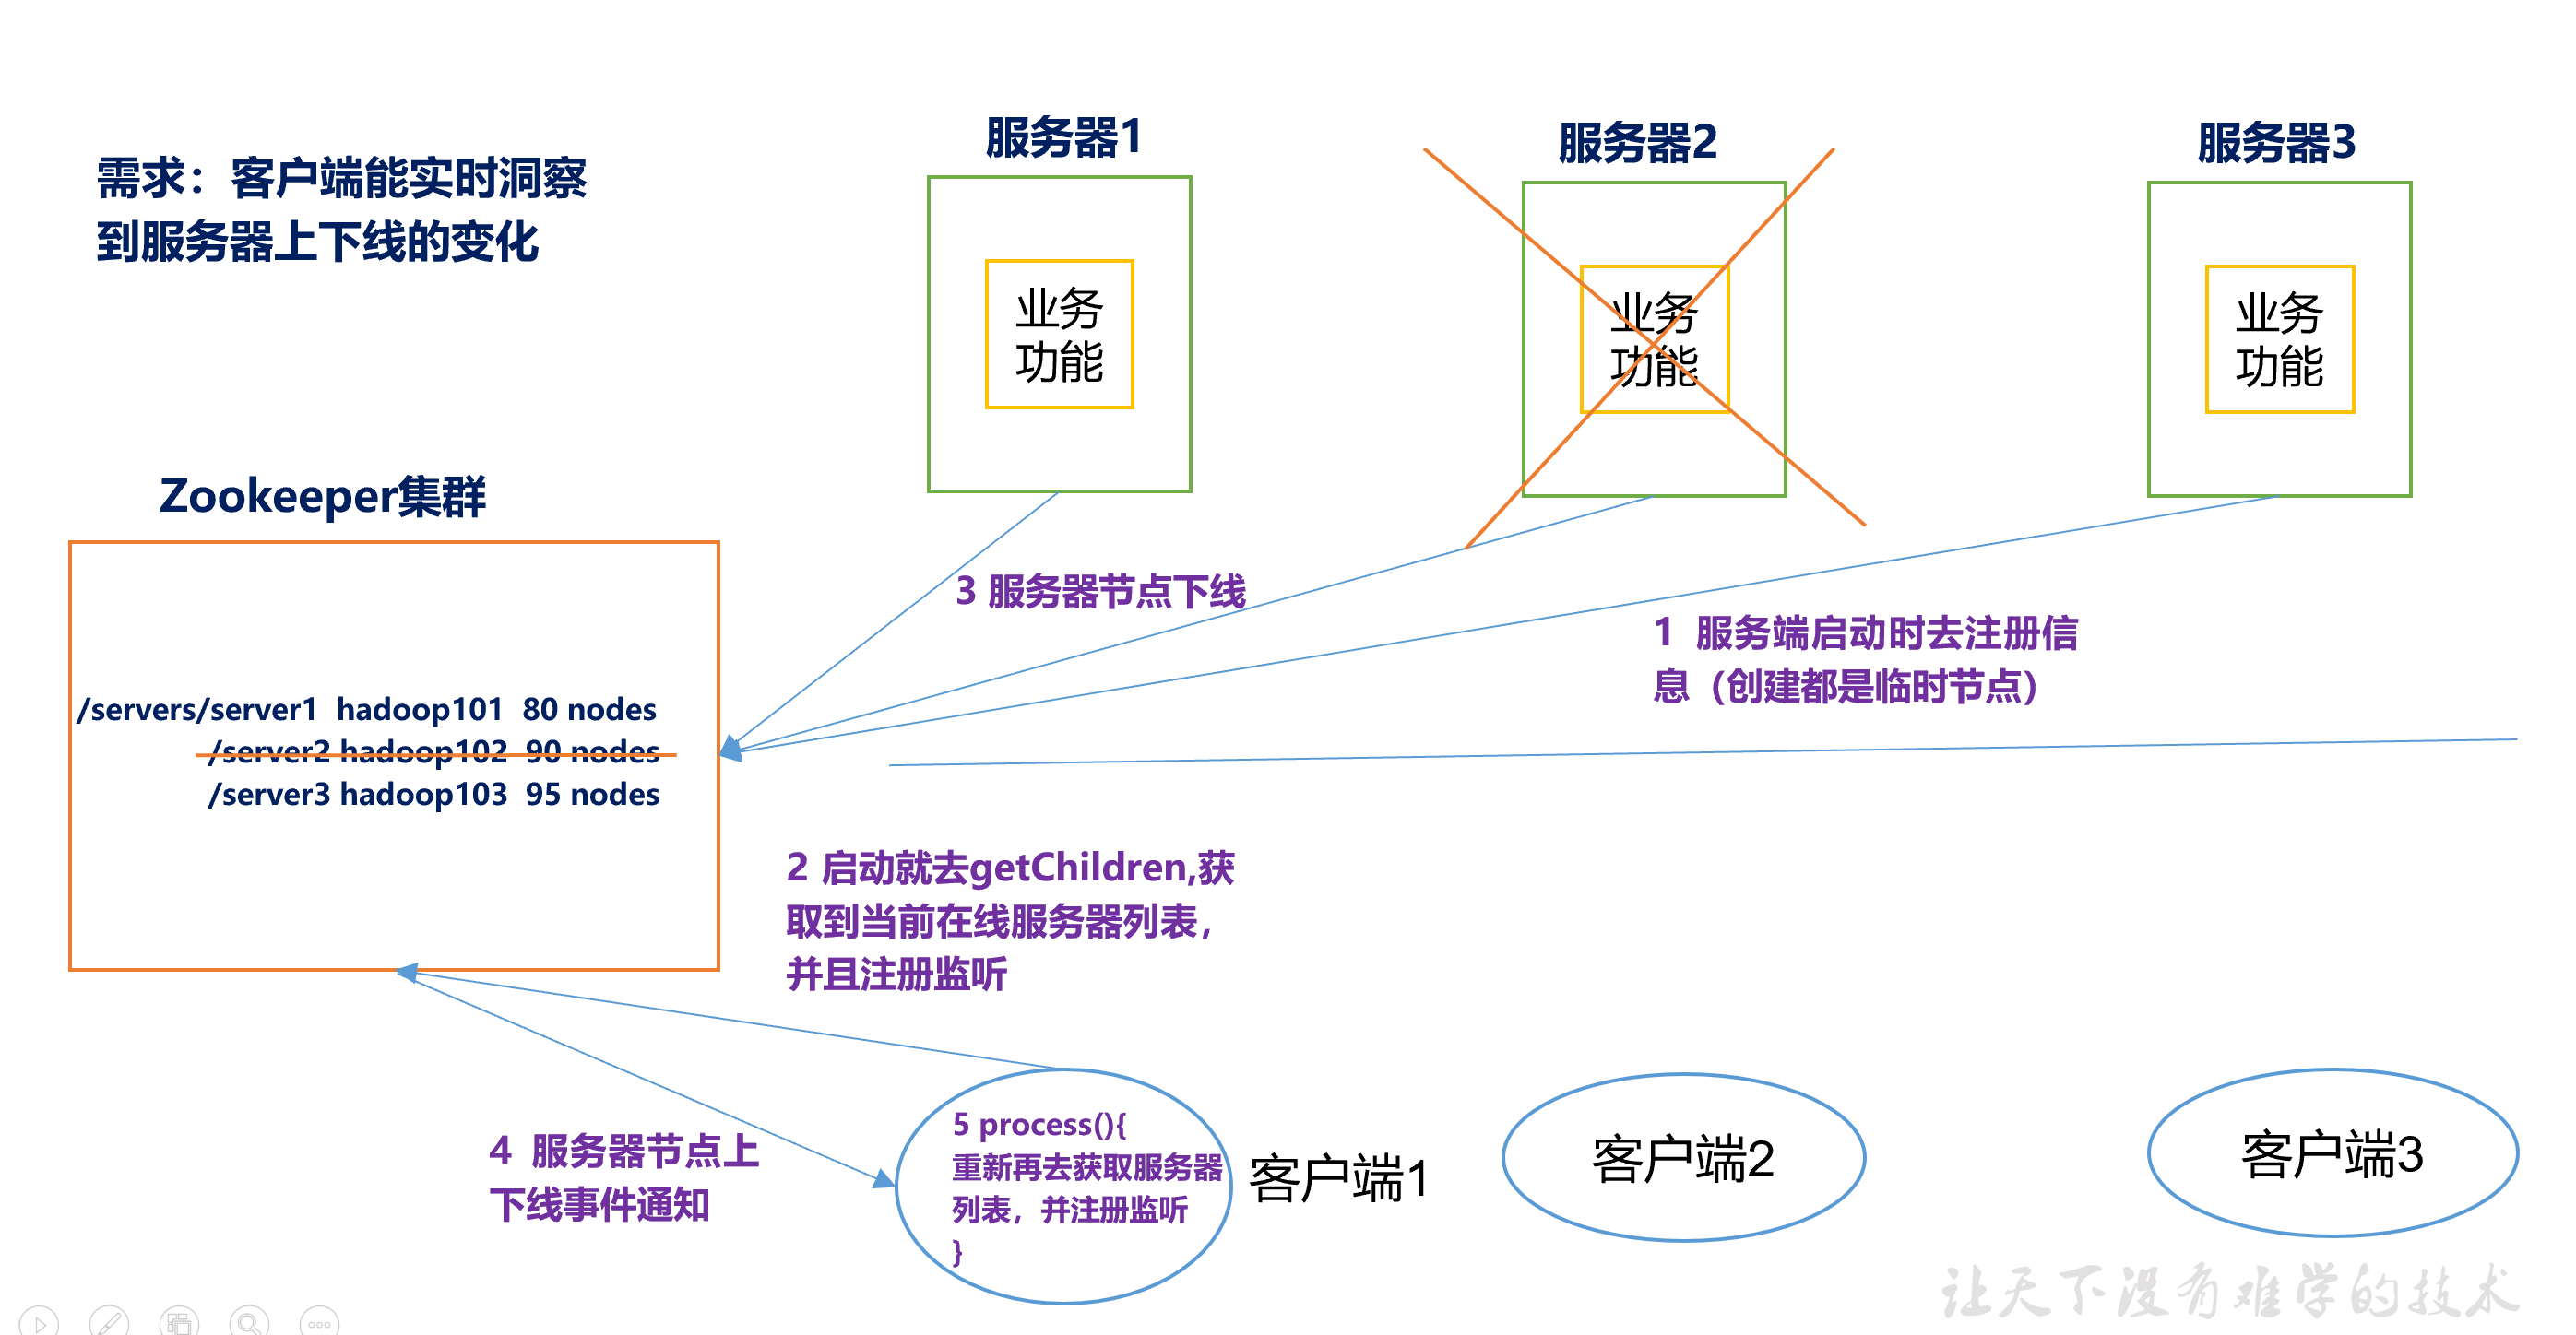 需求：客户端能实时洞察
到服务器上下线的变化
服务器1
业务
功能
服务器2
业务
功能
服务器3
业务
功能
Zookeeper集群
/servers/server1 hadoop101 80 nodes
/server2 hadoop102 90 nodes
/server3 hadoop103 95 nodes
3 服务器节点下线
1 服务端启动时去注册信
息（创建都是临时节点）
2 启动就去getChildren,获
取到当前在线服务器列表，
并且注册监听
4 服务器节点上
下线事件通知
5 process(){
重新再去获取服务器
列表，并注册监听
}
客户端1
客户端2
客户端3
让天下没有难学的技术